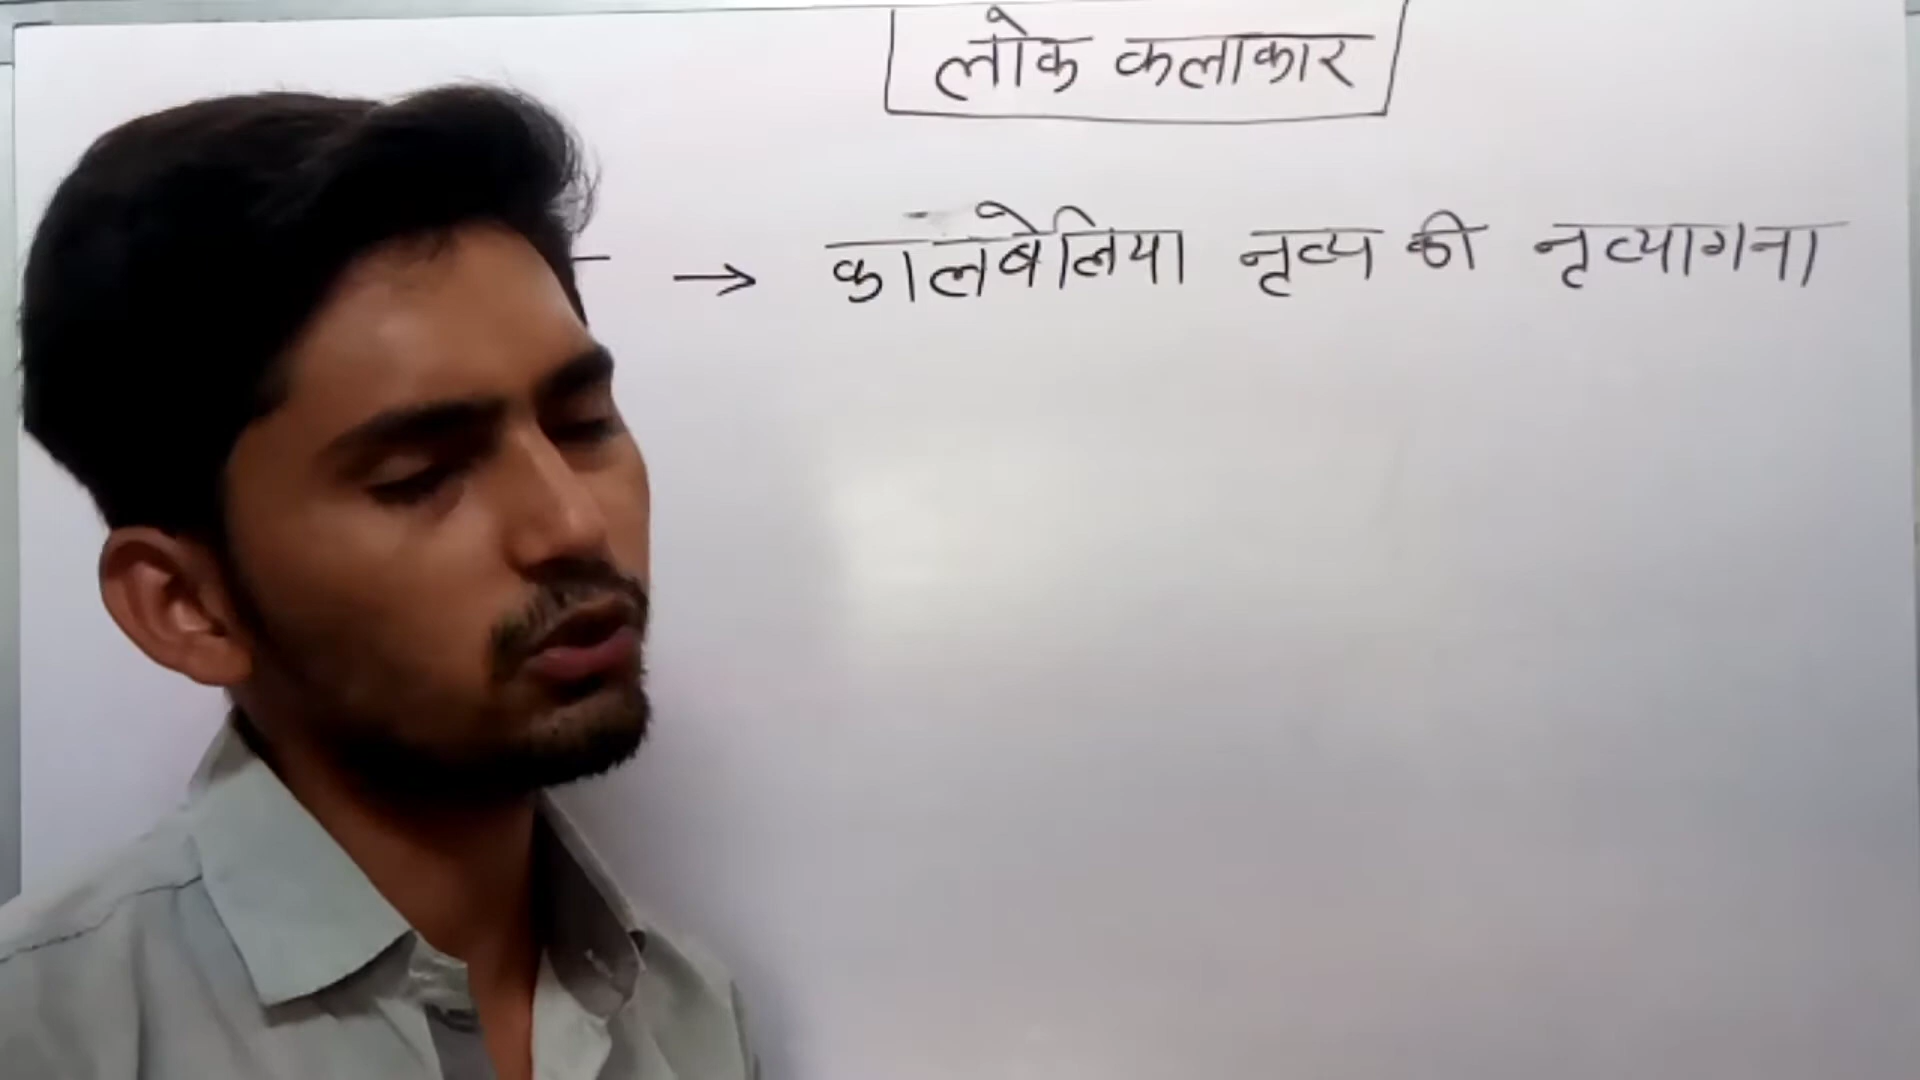 लोक कलाकार
→ कालबेलिया नृत्य की नृत्यागना